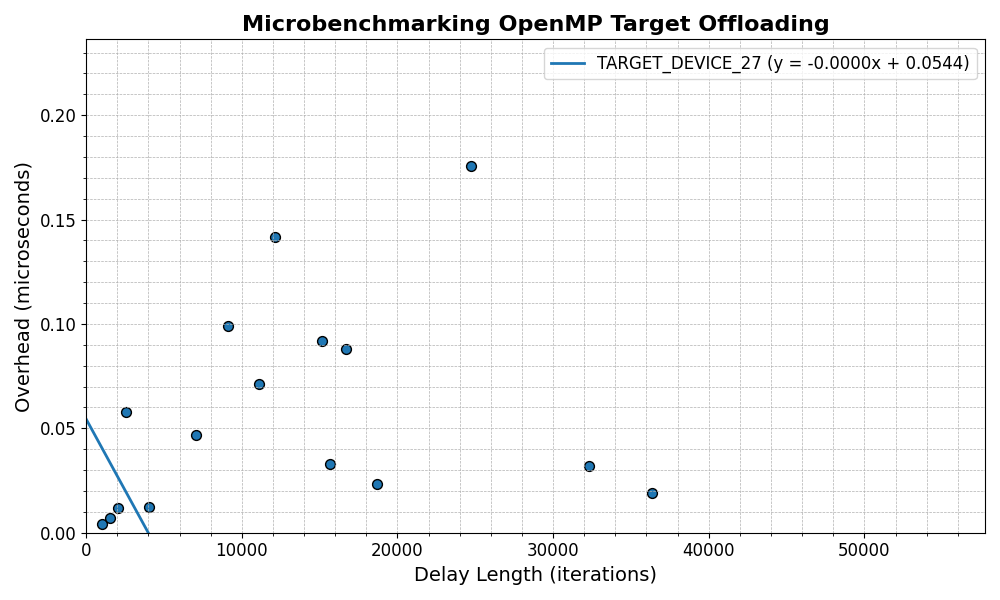 Microbenchmarking OpenMP Target Offloading
TARGET_DEVICE_27 (y = -0.0000x + 0.0544)
Overhead (microseconds)
0.20
0.15
0.10
0.05
0.00
0 10000 20000 30000 40000 50000
Delay Length (iterations)